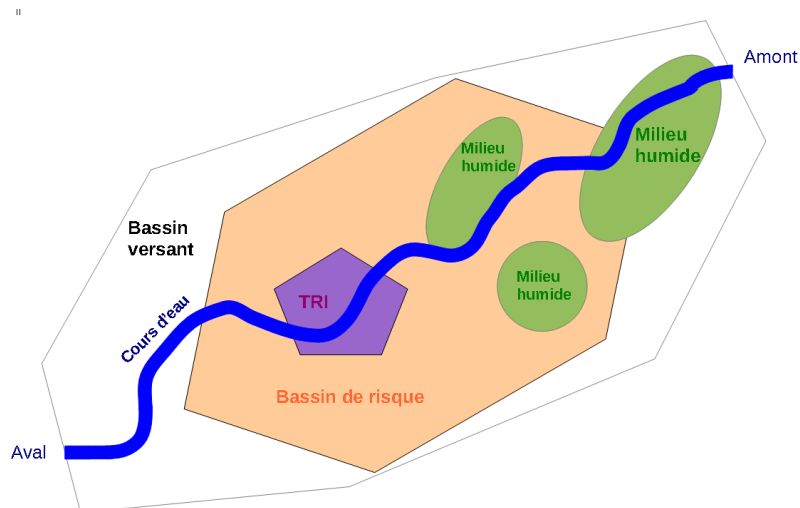 Amont
Milieu
humide
Milieu
humide
Bassin
versant
Milieu
humide
TRI
Cours d'eau
Bassin de risque
Aval